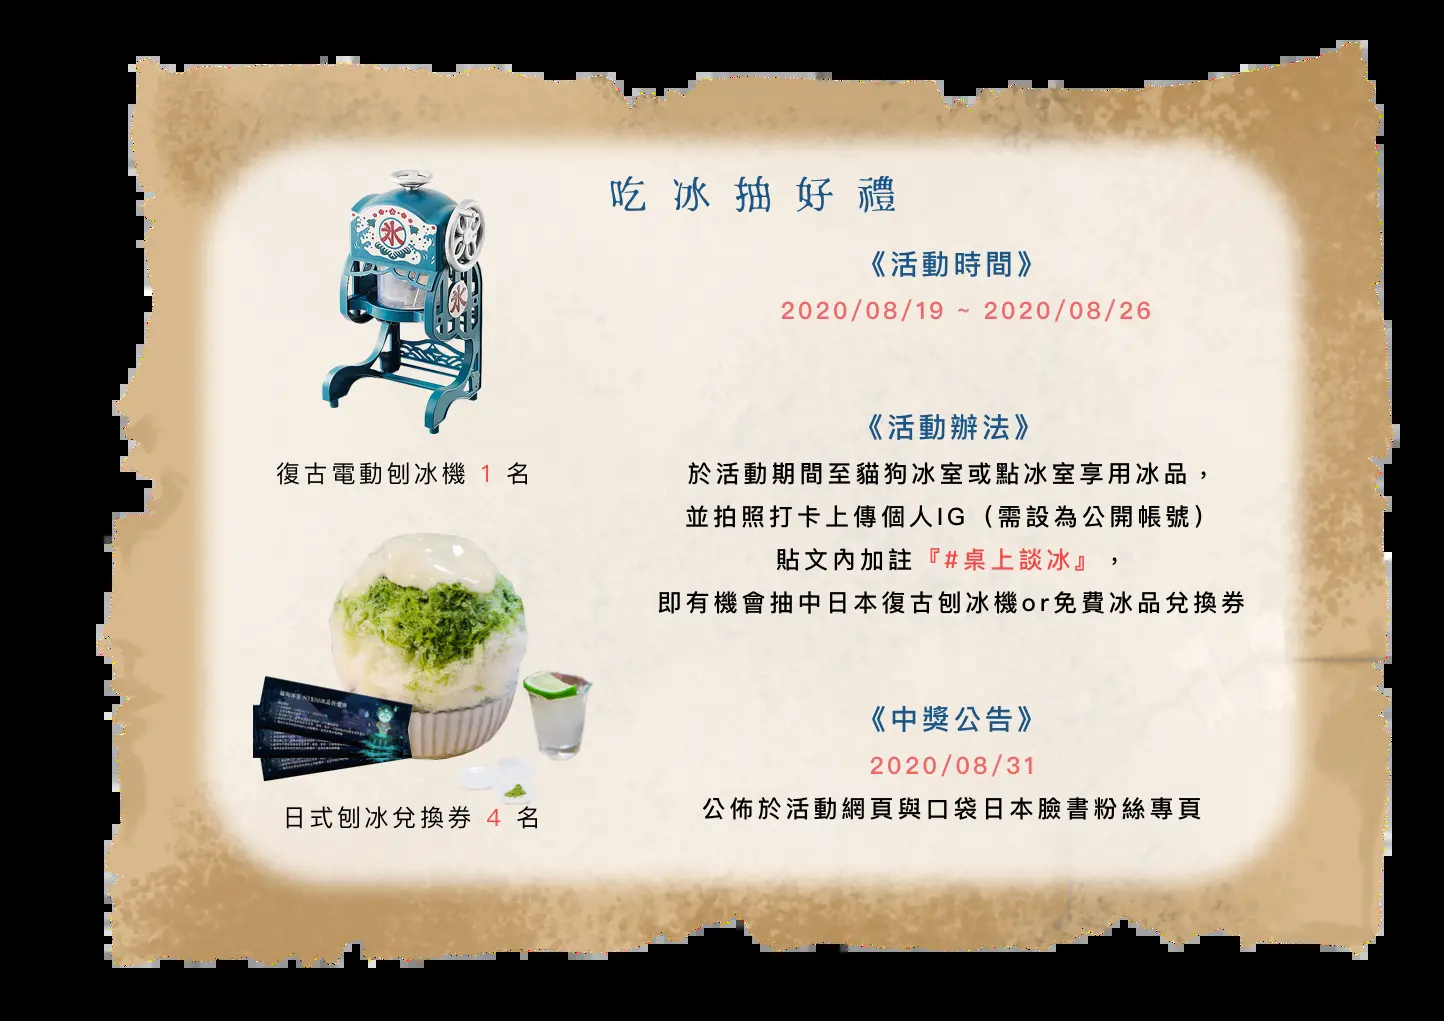 吃冰抽好禮
《活動時間》
2020/08/19 ~ 2020/08/26
氷
氷
《活動辦法》
於活動期間至貓狗冰室或點冰室享用冰品，
並拍照打卡上傳個人IG（需設為公開帳號）
貼文內加註『#桌上談冰』，
即有機會抽中日本復古刨冰機or免費冰品兌換券
復古電動刨冰機 1 名
《中獎公告》
2020/08/31
公佈於活動網頁與口袋日本臉書粉絲專頁
日式刨冰兌換券 4 名